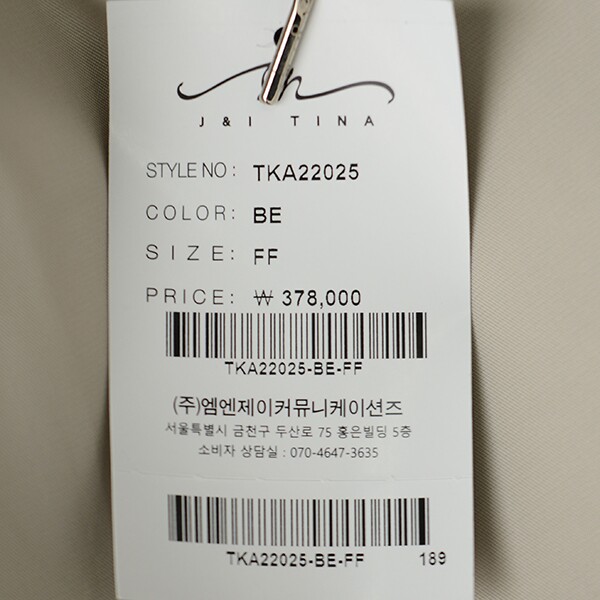 J & I TINA
STYLE NO : TKA22025
COLOR: BE
SIZE: FF
PRICE: ₩ 378,000
TKA22025-BE-FF
(주)엠엔제이커뮤니케이션즈
서울특별시 금천구 두산로 75 홍은빌딩 5층
소비자 상담실 : 070-4647-3635
TKA22025-BE-FF 189